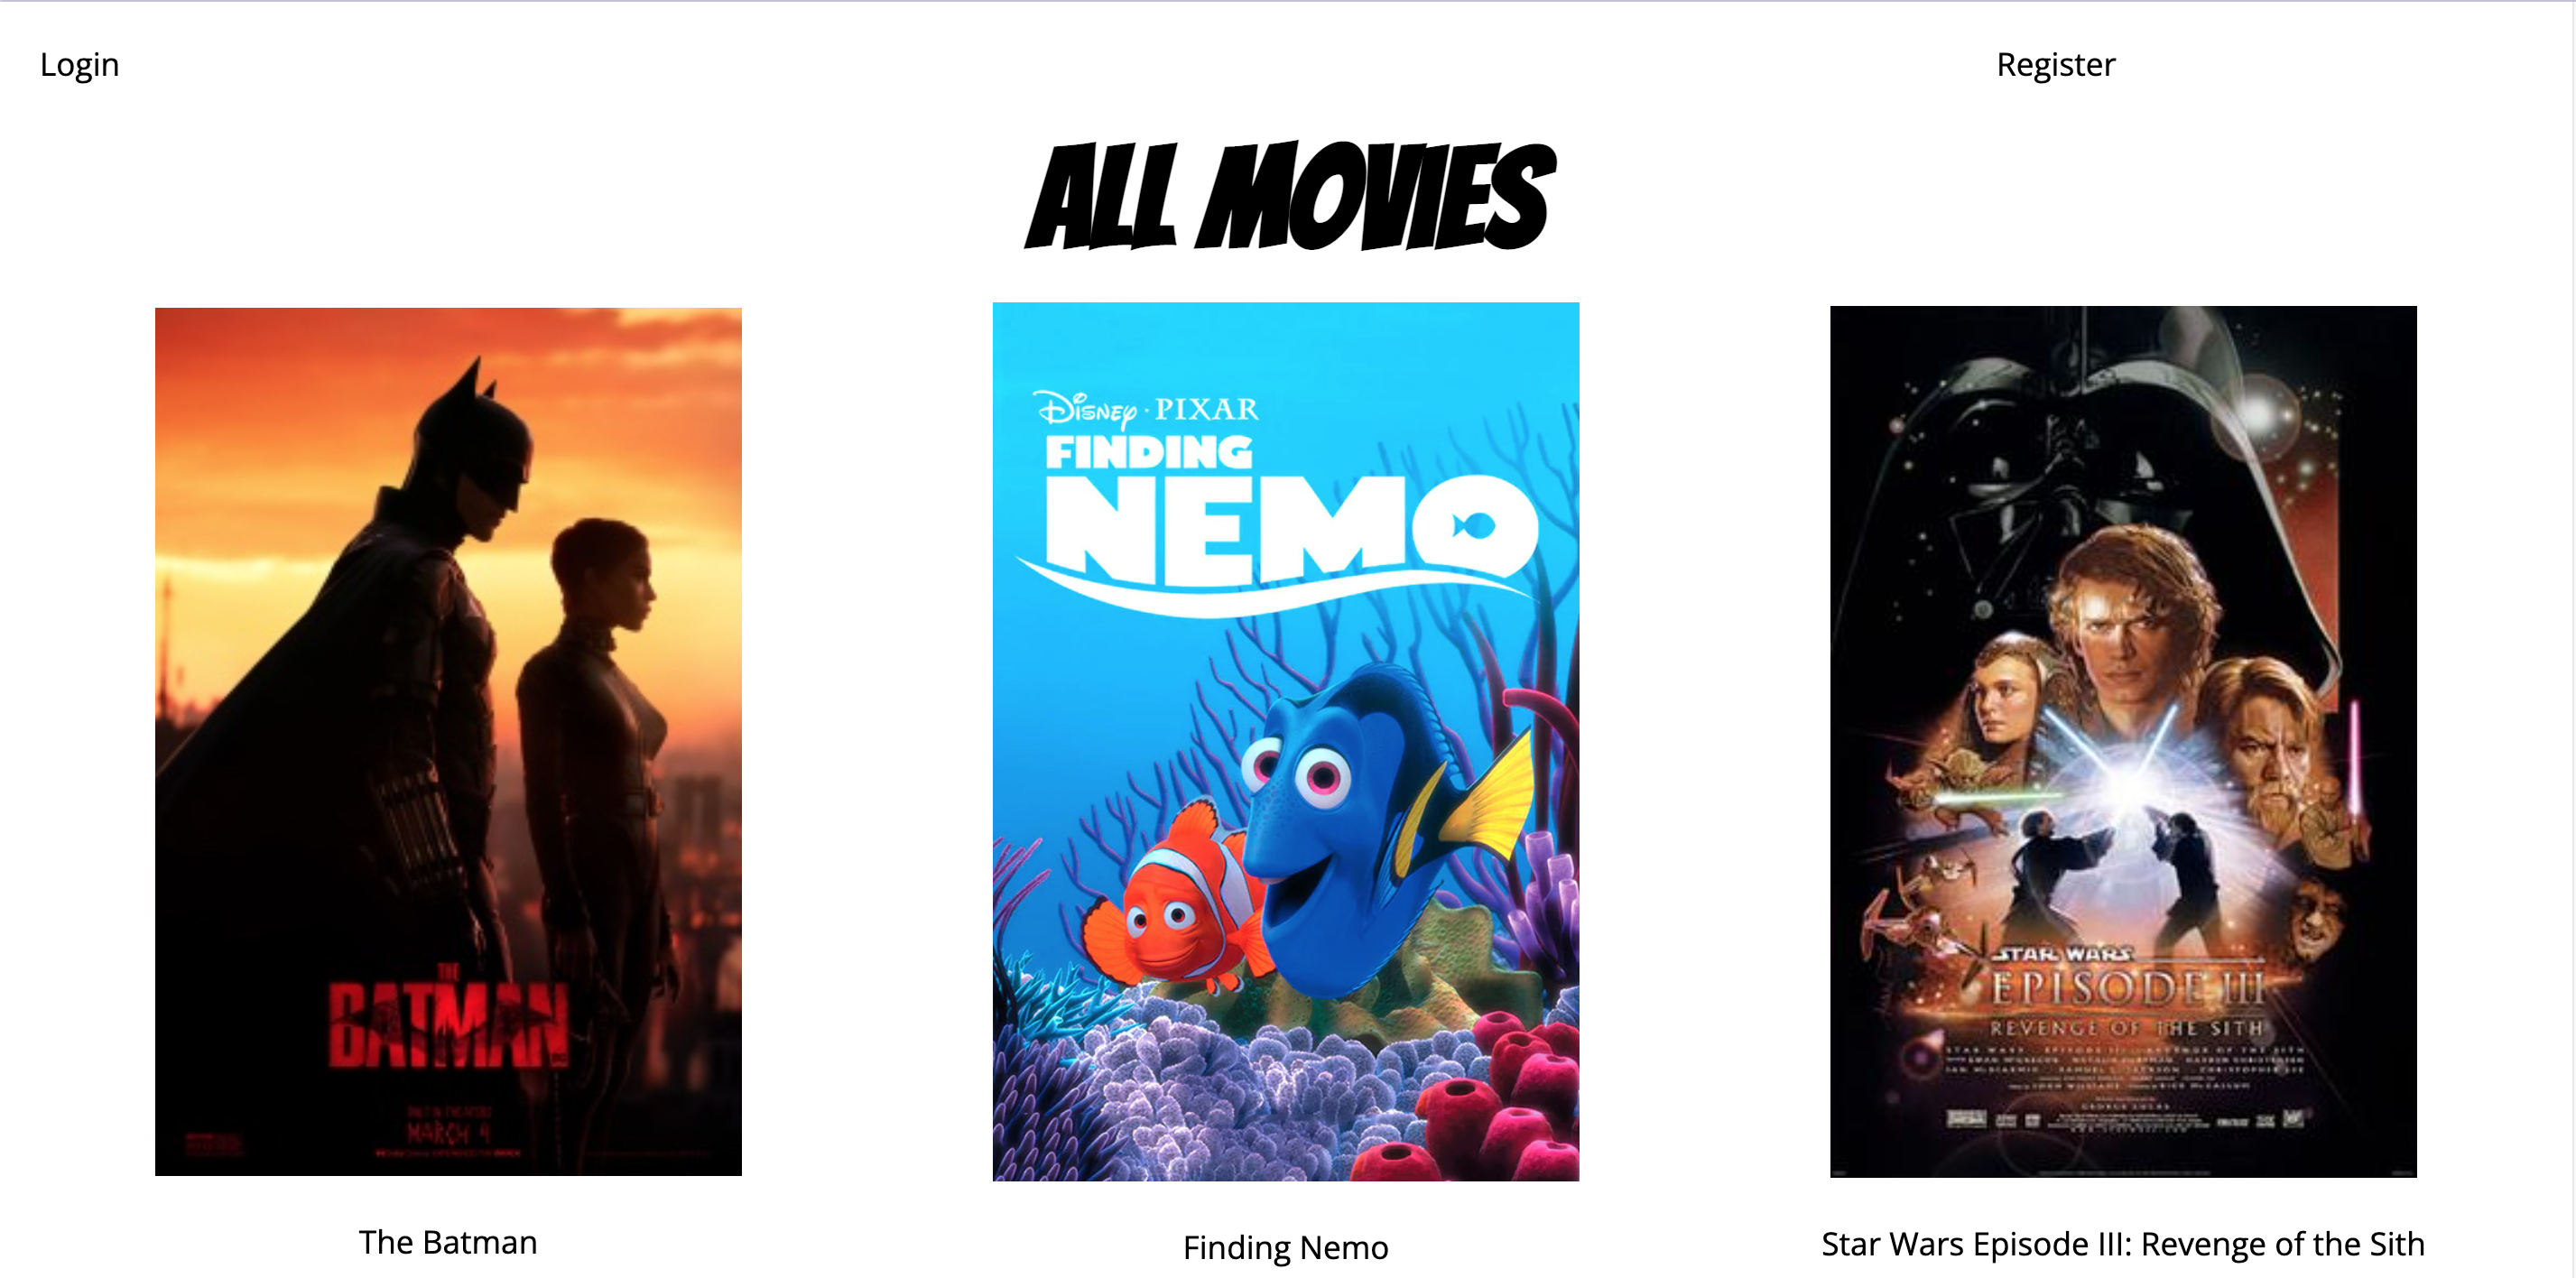 Login
Register
ALL MOVIES
THE
BATMAN
MARCH 4
The Batman
Disney · PIXAR
FINDING
NEMO
Finding Nemo
STAR WARS
EPISODE III
REVENGE OF THE SITH
Star Wars Episode III: Revenge of the Sith